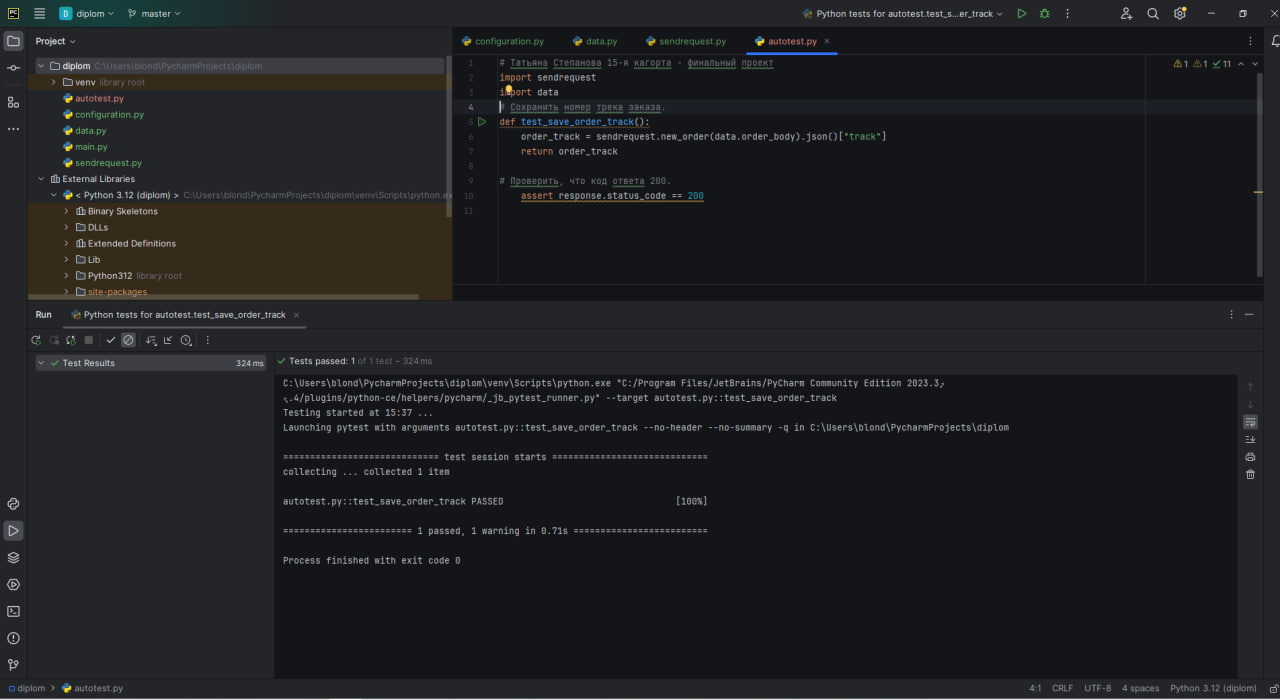 PC
D diplom
master
Python tests for autotest.test_s...er_track
Project
diplom C:\Users\blond\PycharmProjects\diplom
venv library root
autotest.py
configuration.py
data.py
main.py
sendrequest.py
External Libraries
< Python 3.12 (diplom) > C:\Users\blond\PycharmProjects\diplom\venv\Scripts\python.ex
Binary Skeletons
DLLs
Extended Definitions
Lib
Python312 library root
site-packages
configuration.py
data.py
sendrequest.py
autotest.py
1 # Татьяна Степанова 15-я кагорта - финальный проект
2 import sendrequest
3 import data
4 # Сохранить номер трека заказа.
5 def test_save_order_track():
6 order_track = sendrequest.new_order(data.order_body).json()["track"]
7 return order_track
8
9 # Проверить, что код ответа 200.
10 assert response.status_code == 200
11
1 1 11
Run
Python tests for autotest.test_save_order_track
Test Results 324 ms
Tests passed: 1 of 1 test – 324 ms
C:\Users\blond\PycharmProjects\diplom\venv\Scripts\python.exe "C:/Program Files/JetBrains/PyCharm Community Edition 2023.3
.4/plugins/python-ce/helpers/pycharm/_jb_pytest_runner.py" --target autotest.py::test_save_order_track
Testing started at 15:37 ...
Launching pytest with arguments autotest.py::test_save_order_track --no-header --no-summary -q in C:\Users\blond\PycharmProjects\diplom
============================= test session starts =============================
collecting ... collected 1 item
autotest.py::test_save_order_track PASSED [100%]
======================== 1 passed, 1 warning in 0.71s =========================
Process finished with exit code 0
diplom
autotest.py
4:1
CRLF
UTF-8
4 spaces
Python 3.12 (diplom)